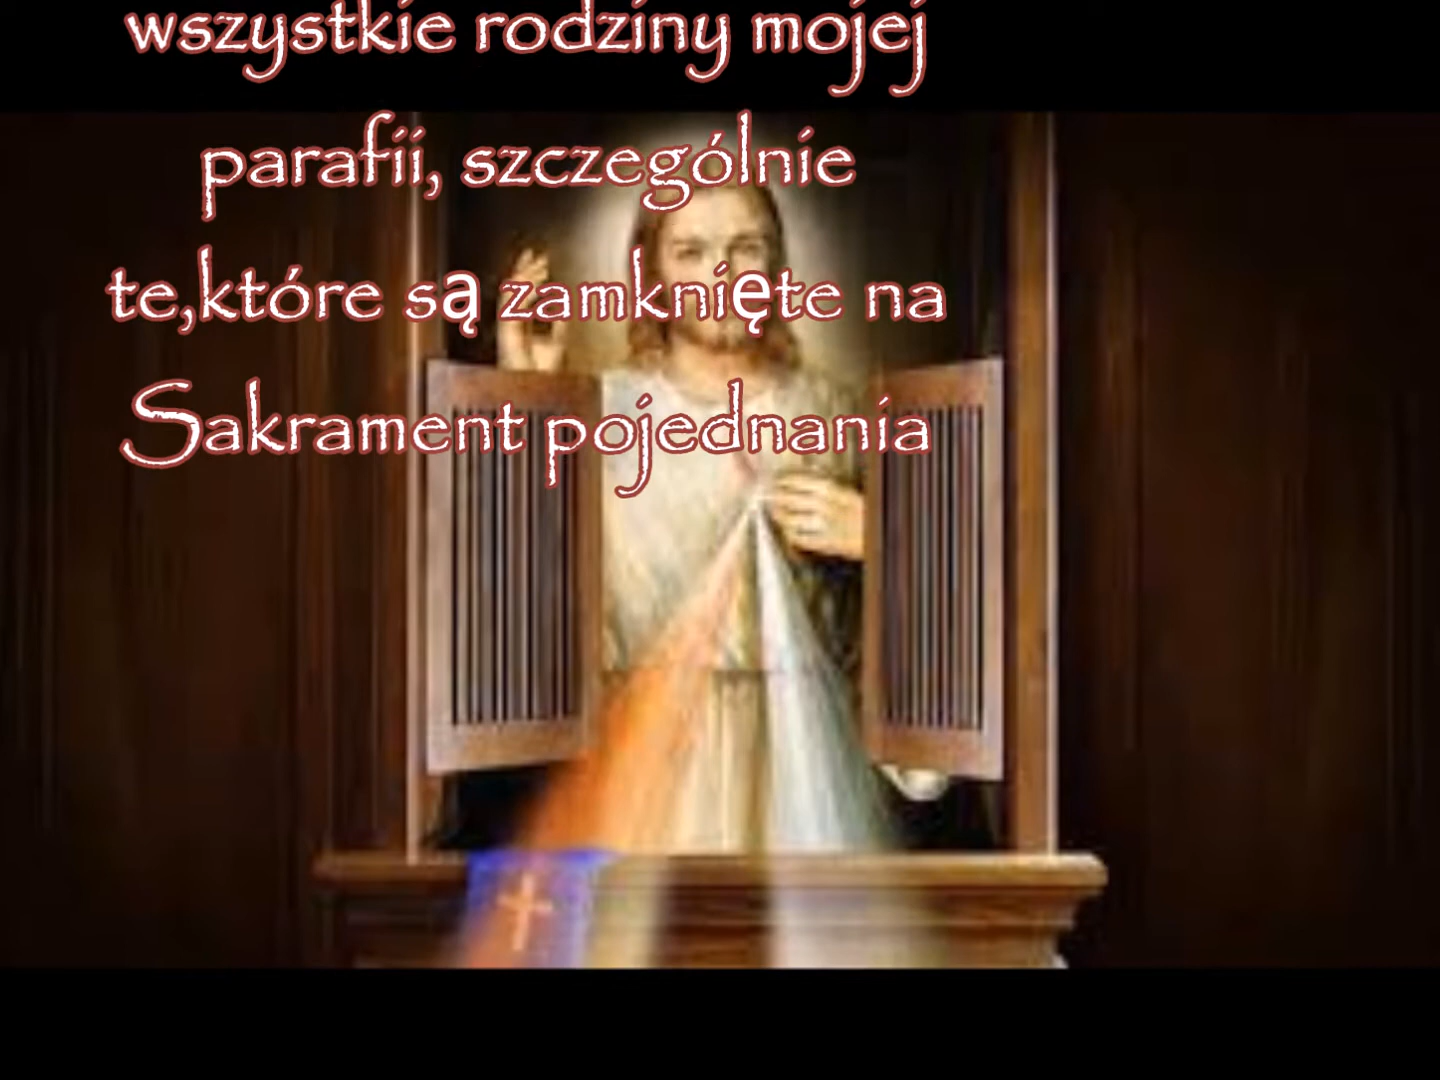 wszystkie rodziny mojej
parafii, szczególnie
te,które są zamknięte na
Sakrament pojednania